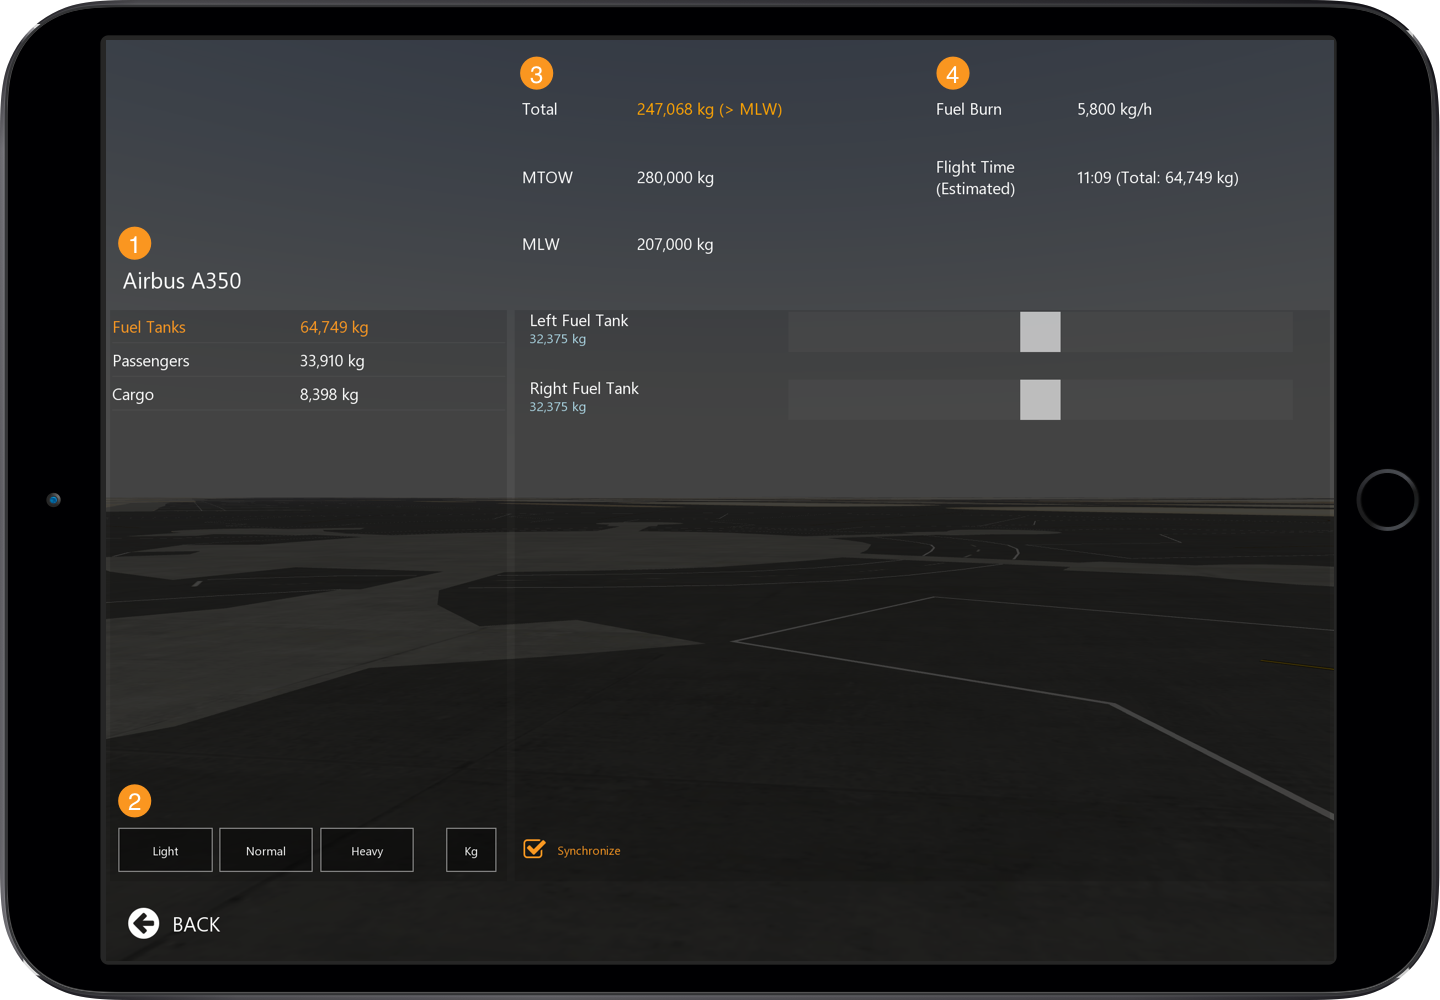 3
4
Total 247,068 kg (> MLW)
Fuel Burn 5,800 kg/h
MTOW 280,000 kg
Flight Time
(Estimated) 11:09 (Total: 64,749 kg)
MLW 207,000 kg
1
Airbus A350
Fuel Tanks 64,749 kg
Passengers 33,910 kg
Cargo 8,398 kg
Left Fuel Tank
32,375 kg
Right Fuel Tank
32,375 kg
2
Light Normal Heavy Kg
Synchronize
BACK